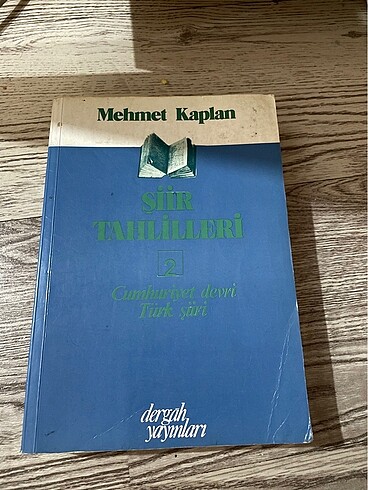 Mehmet Kaplan
ŞİİR
TAHLİLLERİ
2
Cumhuriyet devri
Türk şiiri
dergah
yayınları